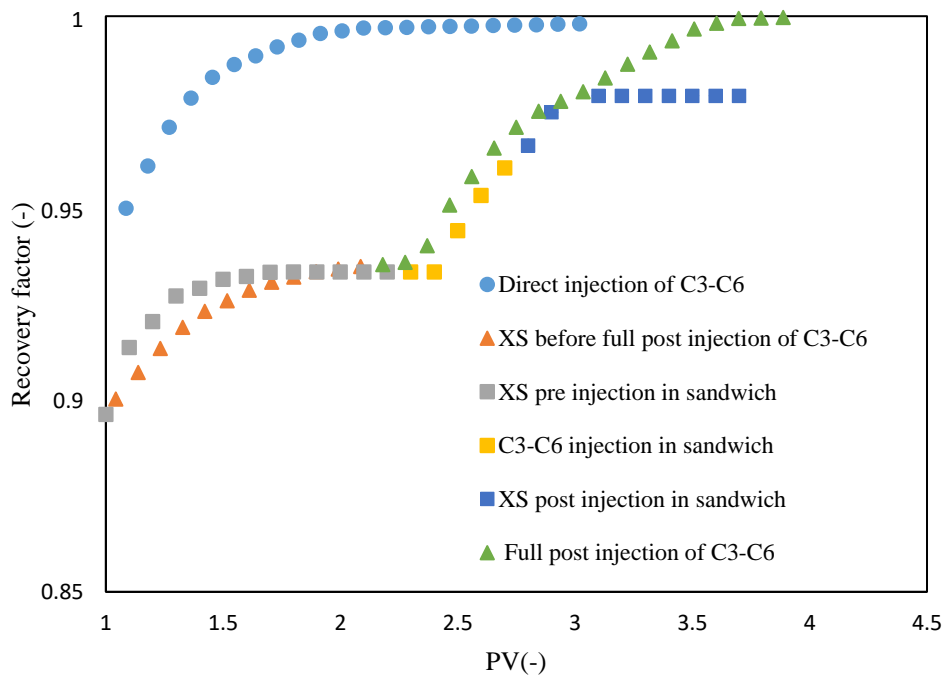 1
0.95
0.9
0.85
Recovery factor (-)
Direct injection of C3-C6
XS before full post injection of C3-C6
XS pre injection in sandwich
C3-C6 injection in sandwich
XS post injection in sandwich
Full post injection of C3-C6
1 1.5 2 2.5 3 3.5 4 4.5
PV(-)